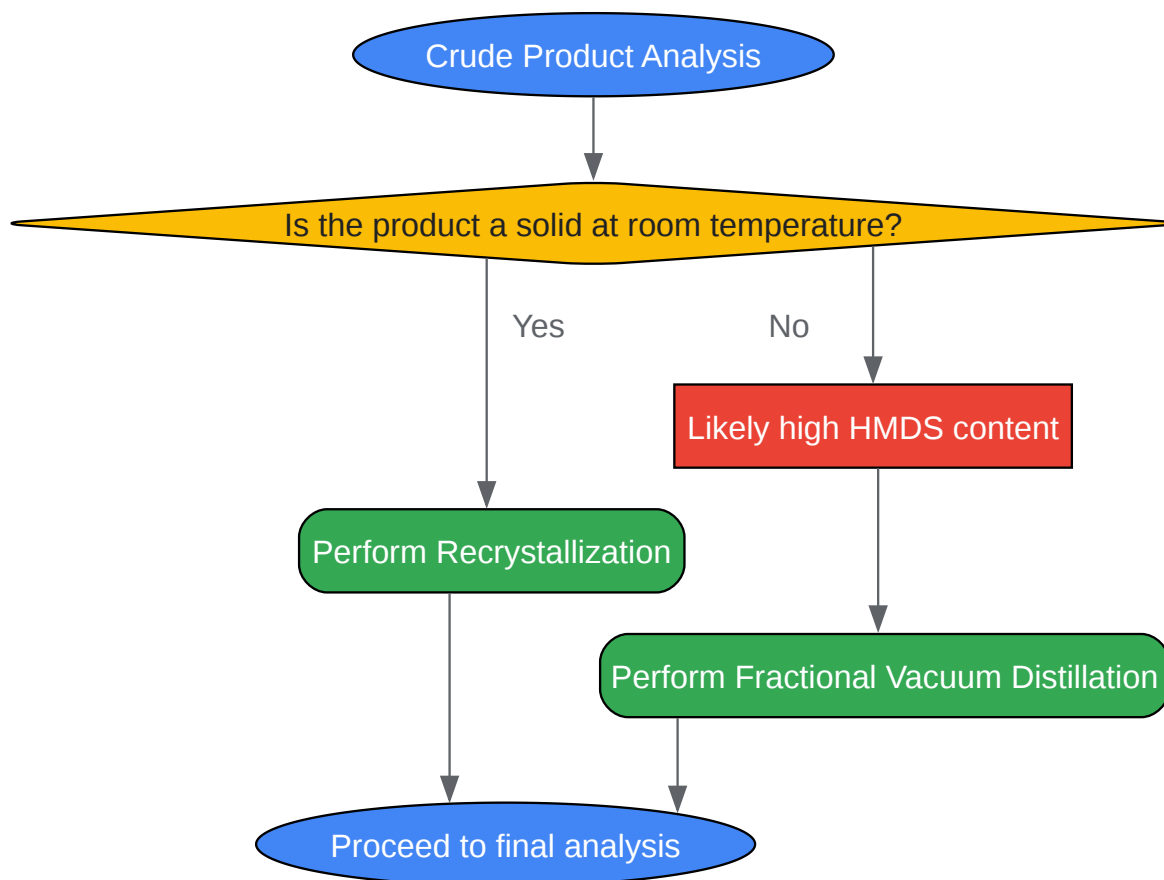 Crude Product Analysis
Is the product a solid at room temperature?
Yes
No
Likely high HMDS content
Perform Recrystallization
Perform Fractional Vacuum Distillation
Proceed to final analysis